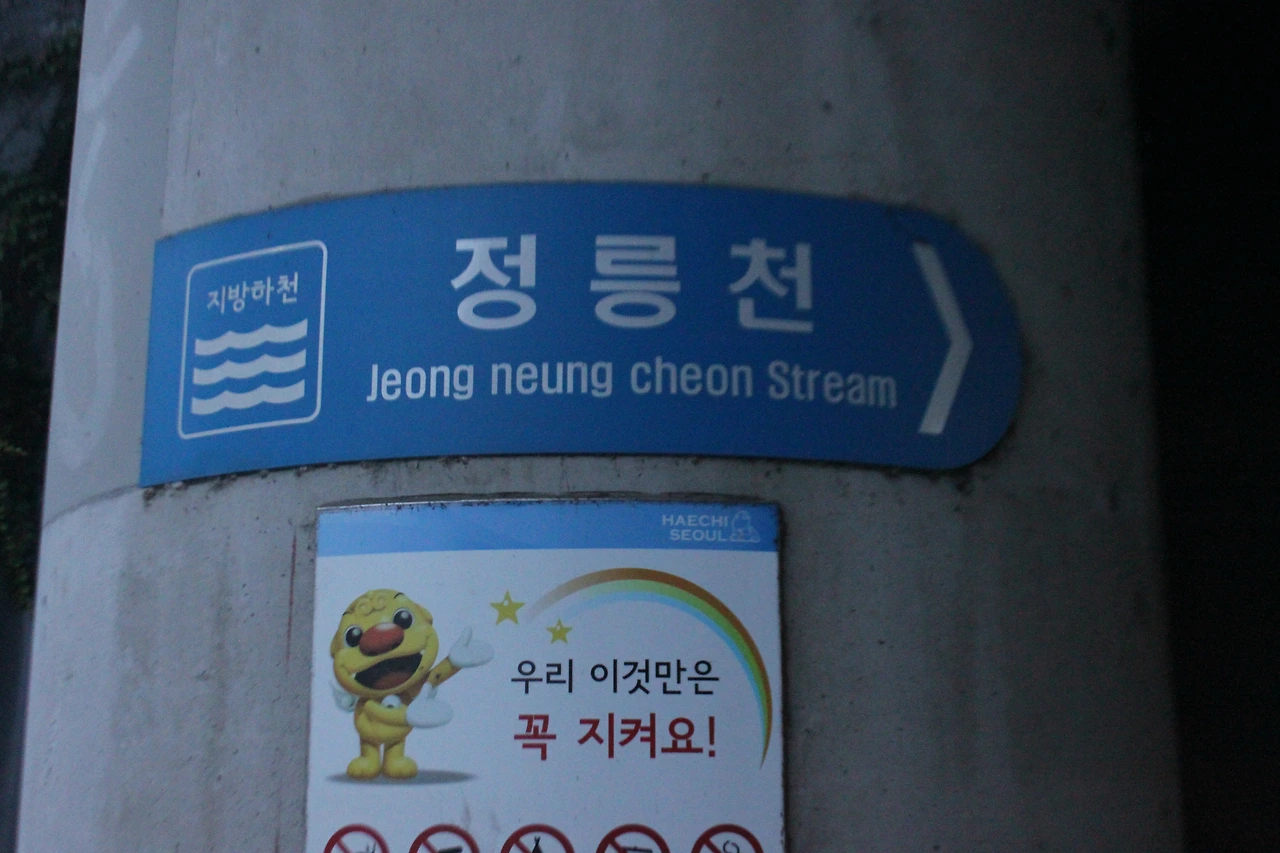 지방하천
정릉천
Jeong neung cheon Stream
HAECHI
SEOUL
우리 이것만은
꼭 지켜요!